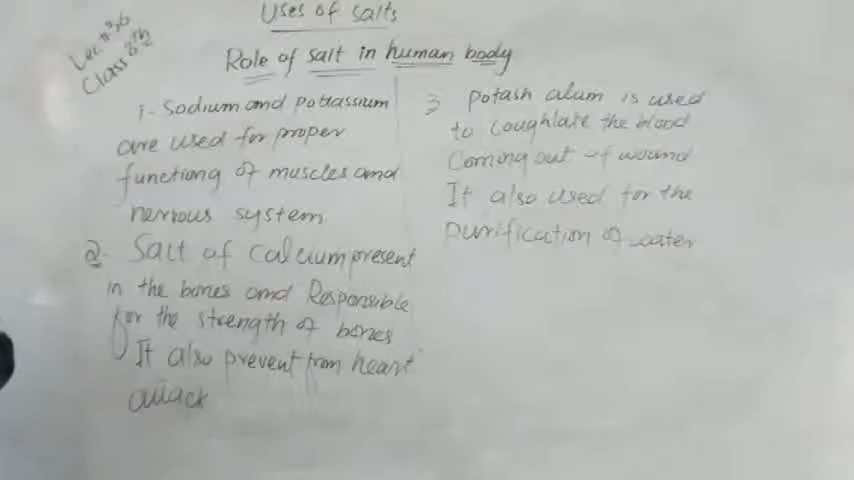 Uses of salts
Lec # 36
Class 8th
Role of salt in human body
1- Sodium and Pottassium
are used for proper
functiong of muscles and
nervous system
2- Salt of calcium present
in the bones and Responsible
for the strength of bones
It also prevent from heart
attack
3 potash alum is used
to coughlate the blood
Coming out of wound
It also used for the
purification of water